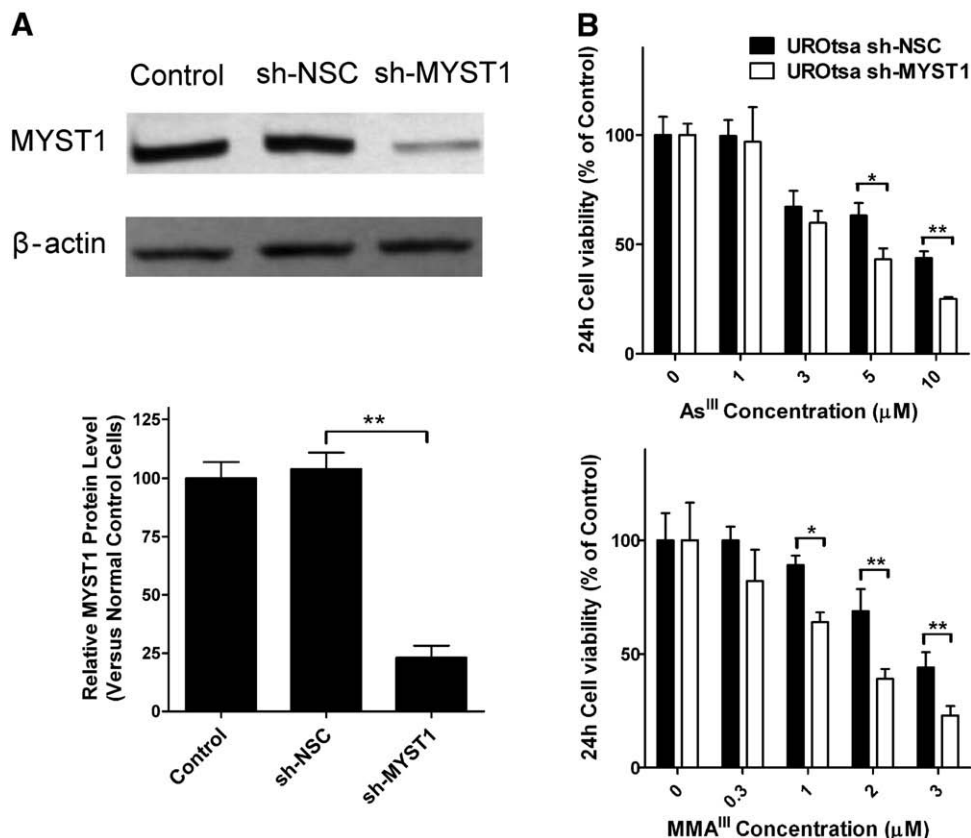 A
Control sh-NSC sh-MYST1
MYST1
β-actin
Relative MYST1 Protein Level
(Versus Normal Control Cells)
125
100
75
50
25
0
**
Control
sh-NSC
sh-MYST1
B
UROtsa sh-NSC
UROtsa sh-MYST1
24h Cell viability (% of Control)
100
50
0
*
**
0 1 3 5 10
As^III Concentration (μM)
24h Cell viability (% of Control)
100
50
0
*
**
**
0 0.3 1 2 3
MMA^III Concentration (μM)